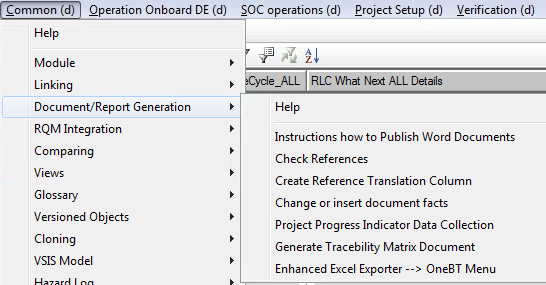 Common (d) Operation Onboard DE (d) SOC operations (d) Project Setup (d) Verification (d)
Help
Module
Linking
Document/Report Generation
RQM Integration
Comparing
Views
Glossary
Versioned Objects
Cloning
VSIS Model
Hazard Log
eCycle_ALL RLC What Next ALL Details
Help
Instructions how to Publish Word Documents
Check References
Create Reference Translation Column
Change or insert document facts
Project Progress Indicator Data Collection
Generate Tracebility Matrix Document
Enhanced Excel Exporter --> OneBT Menu